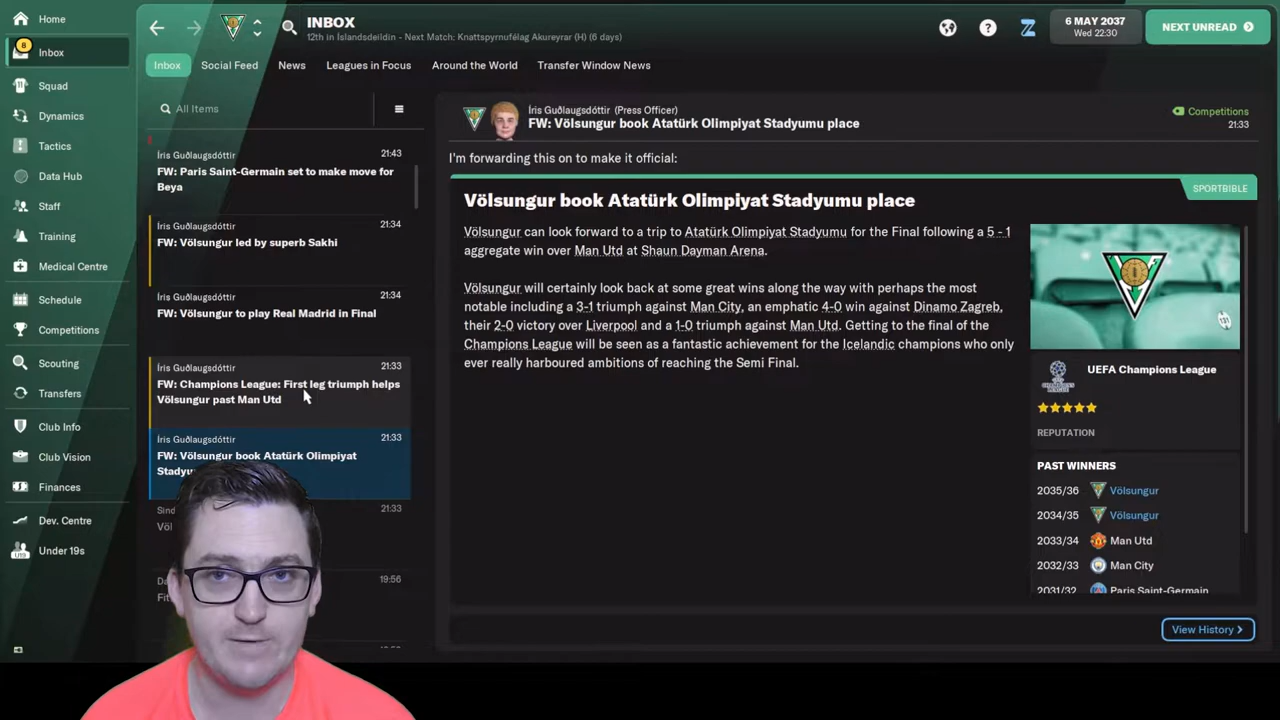 Home
8
Inbox
Squad
Dynamics
Tactics
Data Hub
Staff
Training
Medical Centre
Schedule
Competitions
Scouting
Transfers
Club Info
Club Vision
Finances
Dev. Centre
U19
Under 19s
INBOX
12th in Íslandsdeildin - Next Match: Knattspyrnufélag Akureyrar (H) (6 days)
?
6 MAY 2037
Wed 22:30
NEXT UNREAD
Inbox
Social Feed
News
Leagues in Focus
Around the World
Transfer Window News
All Items
Íris Guðlaugsdóttir 21:43
FW: Paris Saint-Germain set to make move for
Beya
Íris Guðlaugsdóttir 21:34
FW: Völsungur led by superb Sakhi
Íris Guðlaugsdóttir 21:34
FW: Völsungur to play Real Madrid in Final
Íris Guðlaugsdóttir 21:33
FW: Champions League: First leg triumph helps
Völsungur past Man Utd
Íris Guðlaugsdóttir 21:33
FW: Völsungur book Atatürk Olimpiyat
21:33
19:56
Íris Guðlaugsdóttir (Press Officer)
FW: Völsungur book Atatürk Olimpiyat Stadyumu place
Competitions
21:33
I'm forwarding this on to make it official:
SPORTBIBLE
Völsungur book Atatürk Olimpiyat Stadyumu place
Völsungur can look forward to a trip to Atatürk Olimpiyat Stadyumu for the Final following a 5 - 1
aggregate win over Man Utd at Shaun Dayman Arena.
Völsungur will certainly look back at some great wins along the way with perhaps the most
notable including a 3-1 triumph against Man City, an emphatic 4-0 win against Dinamo Zagreb,
their 2-0 victory over Liverpool and a 1-0 triumph against Man Utd. Getting to the final of the
Champions League will be seen as a fantastic achievement for the Icelandic champions who only
ever really harboured ambitions of reaching the Semi Final.
UEFA Champions League
REPUTATION
PAST WINNERS
2035/36 Völsungur
2034/35 Völsungur
2033/34 Man Utd
2032/33 Man City
2031/32 Paris Saint-Germain
View History